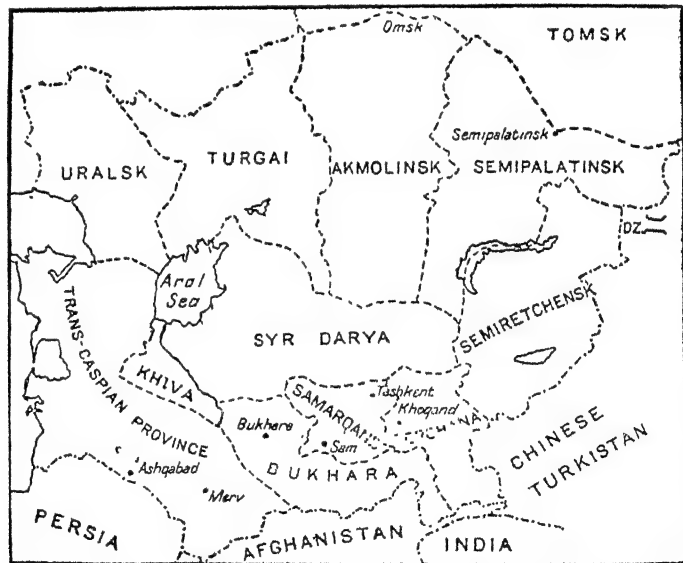 Omsk
TOMSK
Semipalatinsk
URALSK
TURGAI
AKMOLINSK
SEMIPALATINSK
DZ.
Aral
Sea
TRANS-CASPIAN PROVINCE
SYR DARYA
SEMIRETCHENSK
KHIVA
Tashkent
SAMARQAND
Khoqand
Bukhara
Sam
BUKHARA
CHINESE
TURKISTAN
Ashqabad
Merv
PERSIA
AFGHANISTAN
INDIA